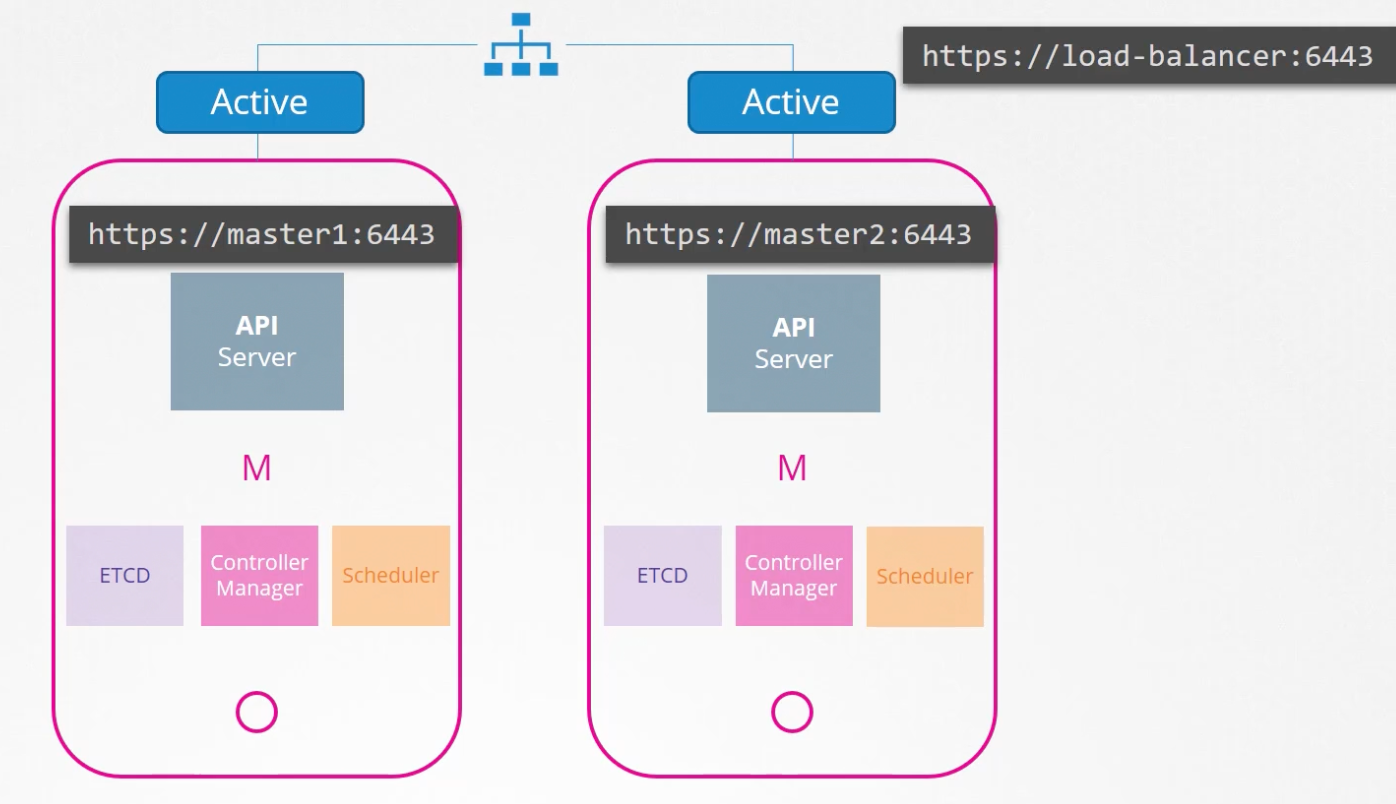 https://load-balancer:6443
Active
Active
https://master1:6443
https://master2:6443
API
Server
API
Server
M
M
ETCD
Controller
Manager
Scheduler
ETCD
Controller
Manager
Scheduler